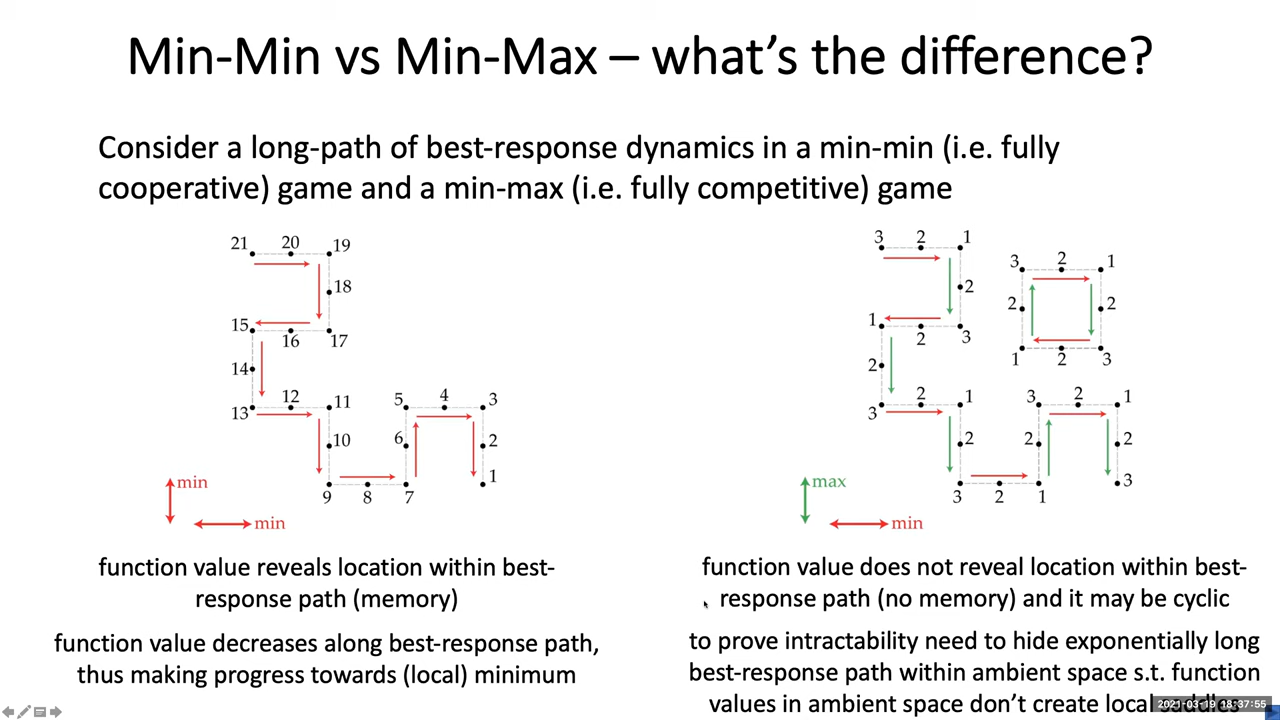 Min-Min vs Min-Max – what's the difference?
Consider a long-path of best-response dynamics in a min-min (i.e. fully
cooperative) game and a min-max (i.e. fully competitive) game
21 20 19
18
15 16 17
14
13 12 11 5 4 3
10 6 2
9 8 7 1
min
min
3 2 1
2
1 2 3
2
3 2 1 3 2 1
2 2 2
3 2 1 3
3 2 1
2 2
1 2 3
max
min
function value reveals location within best-
response path (memory)
function value decreases along best-response path,
thus making progress towards (local) minimum
function value does not reveal location within best-
response path (no memory) and it may be cyclic
to prove intractability need to hide exponentially long
best-response path within ambient space s.t. function
values in ambient space don't create local saddles
2021-03-19 18:37:55